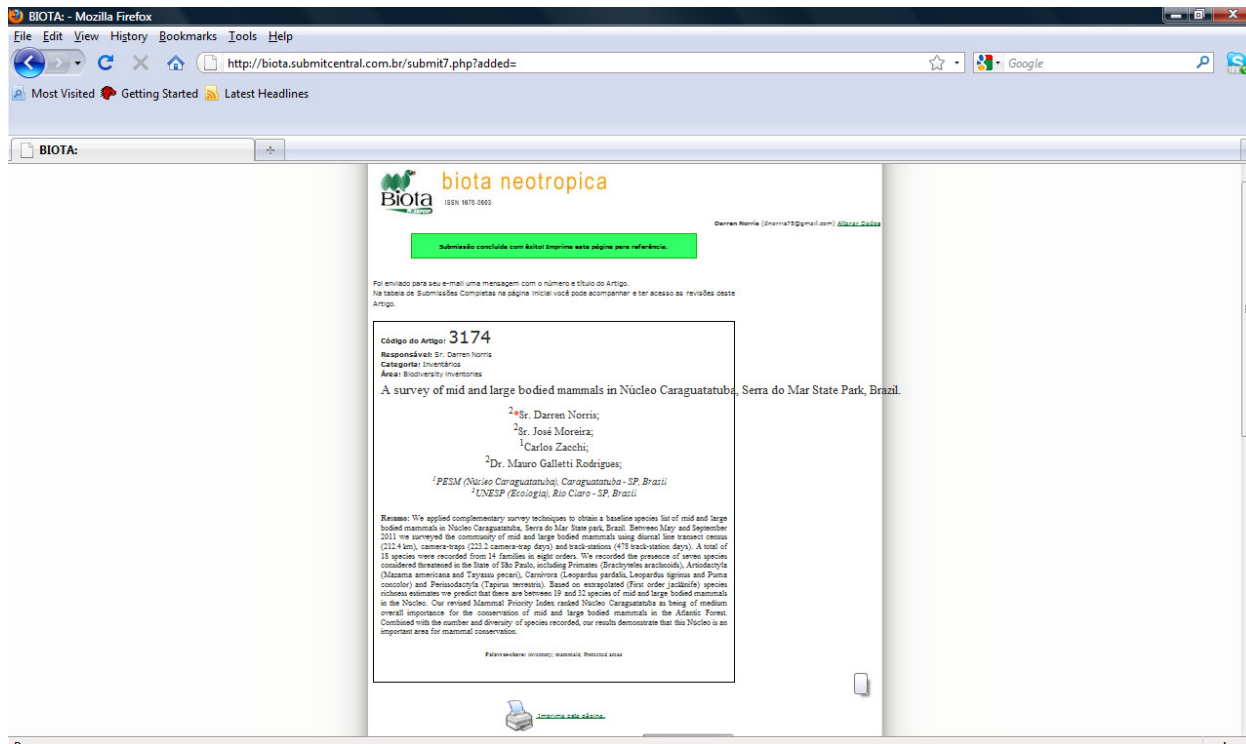 BIOTA: - Mozilla Firefox
File Edit View History Bookmarks Tools Help
http://biota.submitcentral.com.br/submit7.php?added=
Google
Most Visited Getting Started Latest Headlines
BIOTA:
Biota
biota neotropica
ISSN 1676-0603
Darren Norris (dnorris75@gmail.com) Alterar Dados
Submissão concluída com êxito! Imprima esta página para referência.
Foi enviado para seu e-mail uma mensagem com o número e título do Artigo.
Na tabela de Submissões Completas na página inicial você pode acompanhar e ter acesso as revisões deste
Artigo.
Código do Artigo: 3174
Responsável: Sr. Darren Norris
Categoria: Inventários
Área: Biodiversity Inventories
A survey of mid and large bodied mammals in Núcleo Caraguatatuba, Serra do Mar State Park, Brazil.
2*Sr. Darren Norris;
2Sr. José Moreira;
1Carlos Zacchi;
2Dr. Mauro Galletti Rodrigues;
1PESM (Núcleo Caraguatatuba), Caraguatatuba - SP, Brasil
2UNESP (Ecologia), Rio Claro - SP, Brasil
Resumo: We applied complementary survey techniques to obtain a baseline species list of mid and large
bodied mammals in Núcleo Caraguatatuba, Serra do Mar State park, Brazil. Between May and September
2011 we surveyed the community of mid and large bodied mammals using diurnal line transect census
(212.4 km), camera-traps (223.2 camera-trap days) and track-stations (478 track-station days). A total of
18 species were recorded from 14 families in eight orders. We recorded the presence of seven species
considered threatened in the State of São Paulo, including Primates (Brachyteles arachnoids), Artiodactyla
(Mazama americana and Tayassu pecari), Carnivora (Leopardus pardalis, Leopardus tigrinus and Puma
concolor) and Perissodactyla (Tapirus terrestris). Based on extrapolated (First order jackknife) species
richness estimates we predict that there are between 19 and 32 species of mid and large bodied mammals
in the Núcleo. Our revised Mammal Priority Index ranked Núcleo Caraguatatuba as being of medium
overall importance for the conservation of mid and large bodied mammals in the Atlantic Forest.
Combined with the number and diversity of species recorded, our results demonstrate that this Núcleo is an
important area for mammal conservation.
Palavras-chave: inventory; mammals; Protected areas
Imprima esta página.